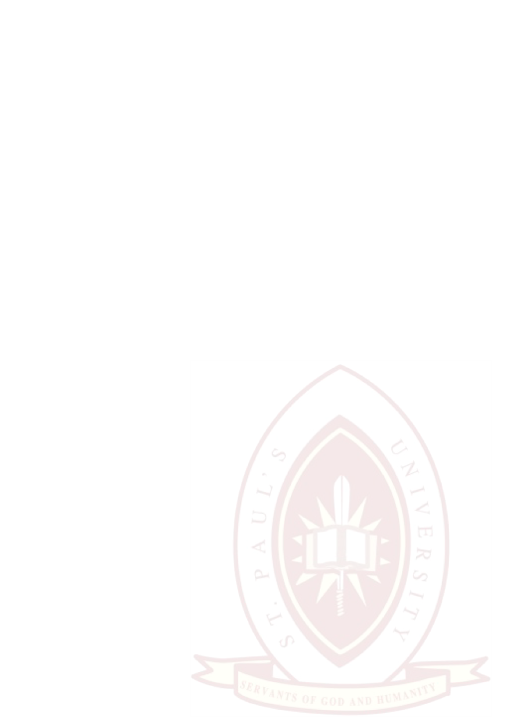 ST. PAUL'S UNIVERSITY
SERVANTS OF GOD AND HUMANITY